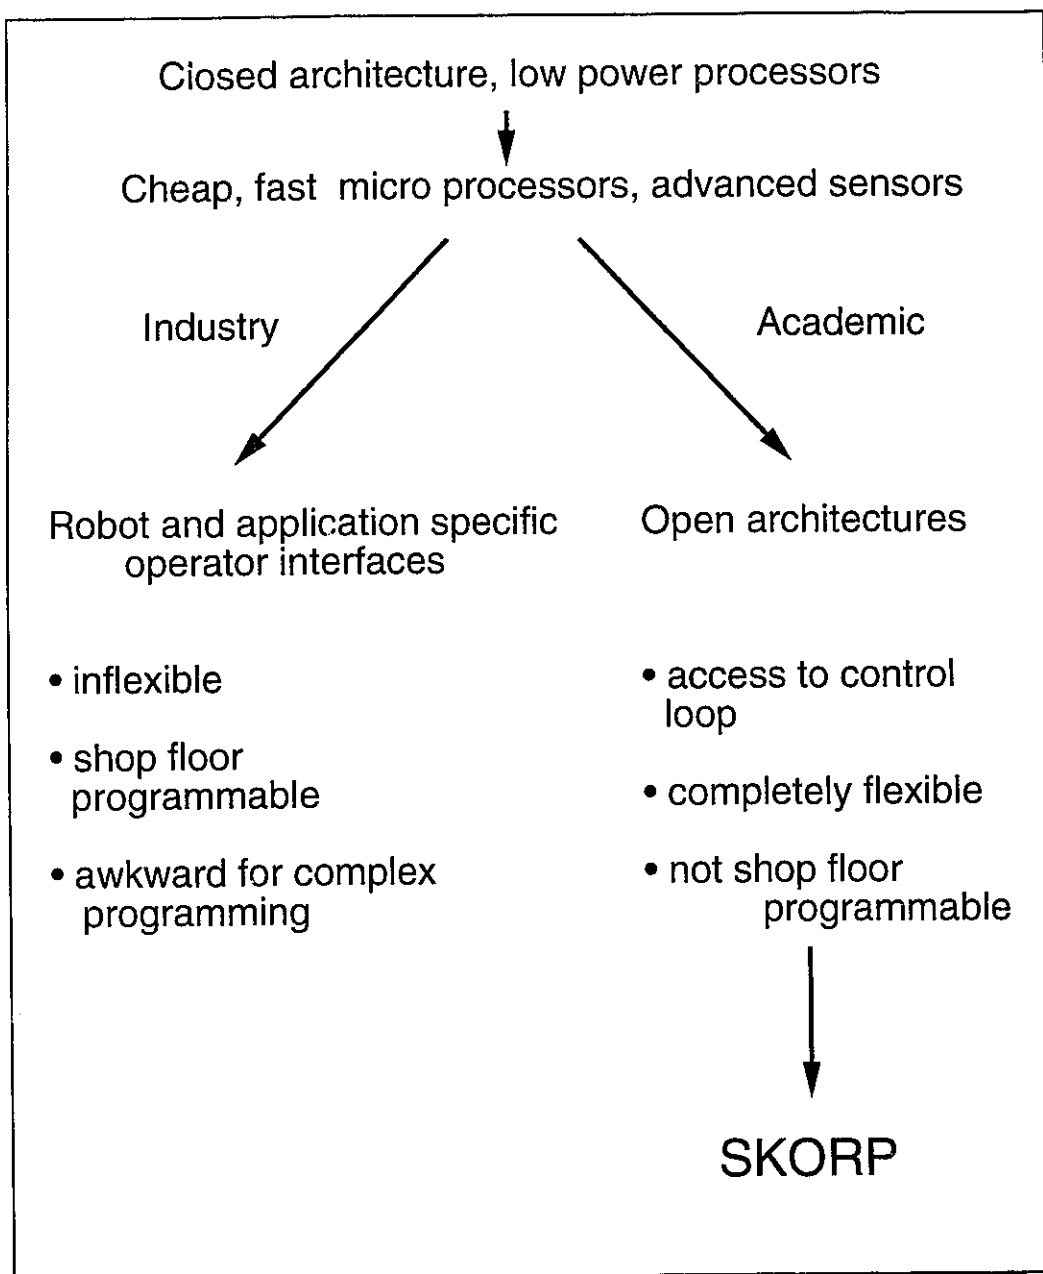 Closed architecture, low power processors
Cheap, fast micro processors, advanced sensors
Industry
Academic
Robot and application specific
operator interfaces
• inflexible
• shop floor
programmable
• awkward for complex
programming
Open architectures
• access to control
loop
• completely flexible
• not shop floor
programmable
SKORP